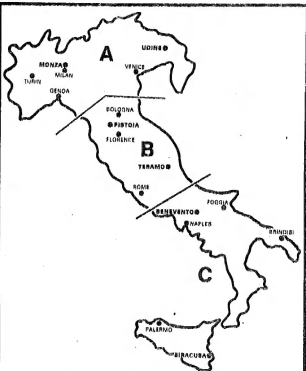 UDINE
A
MONZA
MILAN
VENICE
TURIN
GENOA
BOLOGNA
PISTOIA
FLORENCE
B
TERAMO
ROME
FOGGIA
BENEVENTO
NAPLES
BRINDISI
C
PALERMO
SIRACUSA